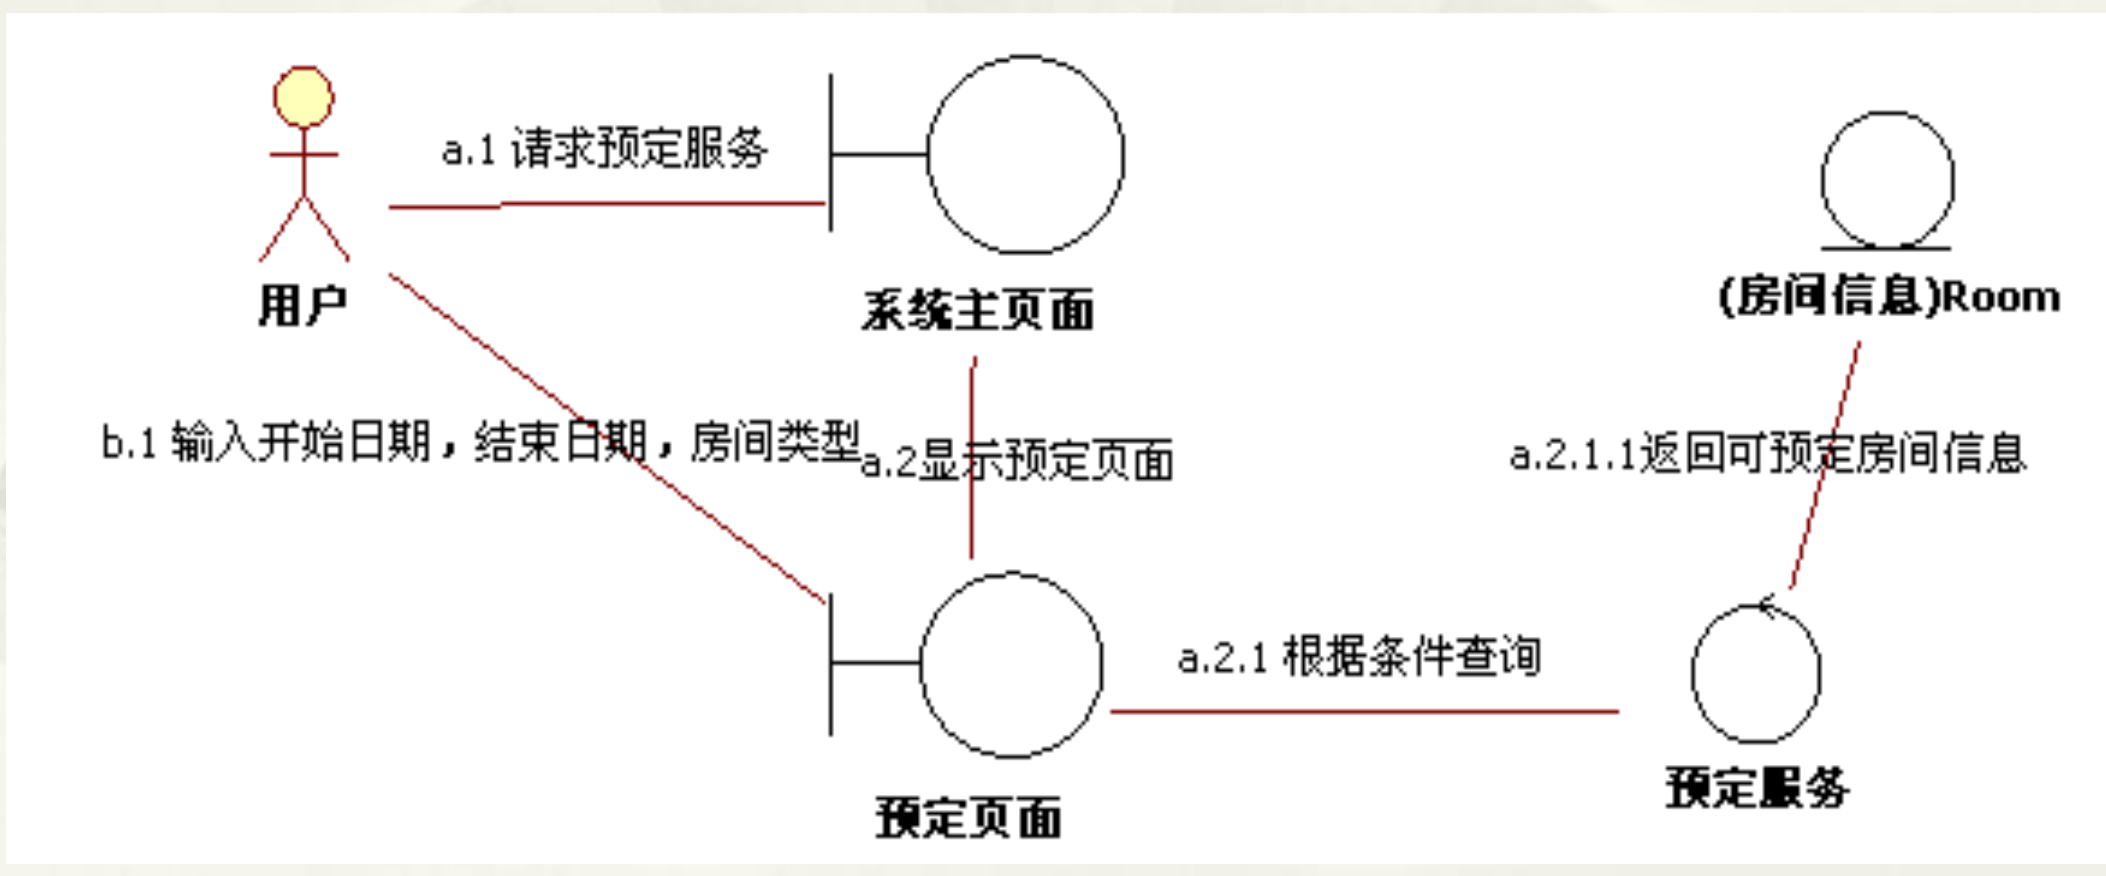 a.1 请求预定服务
用户
系统主页面
(房间信息)Room
b.1 输入开始日期，结束日期，房间类型
a.2显示预定页面
a.2.1.1返回可预定房间信息
a.2.1 根据条件查询
预定页面
预定服务